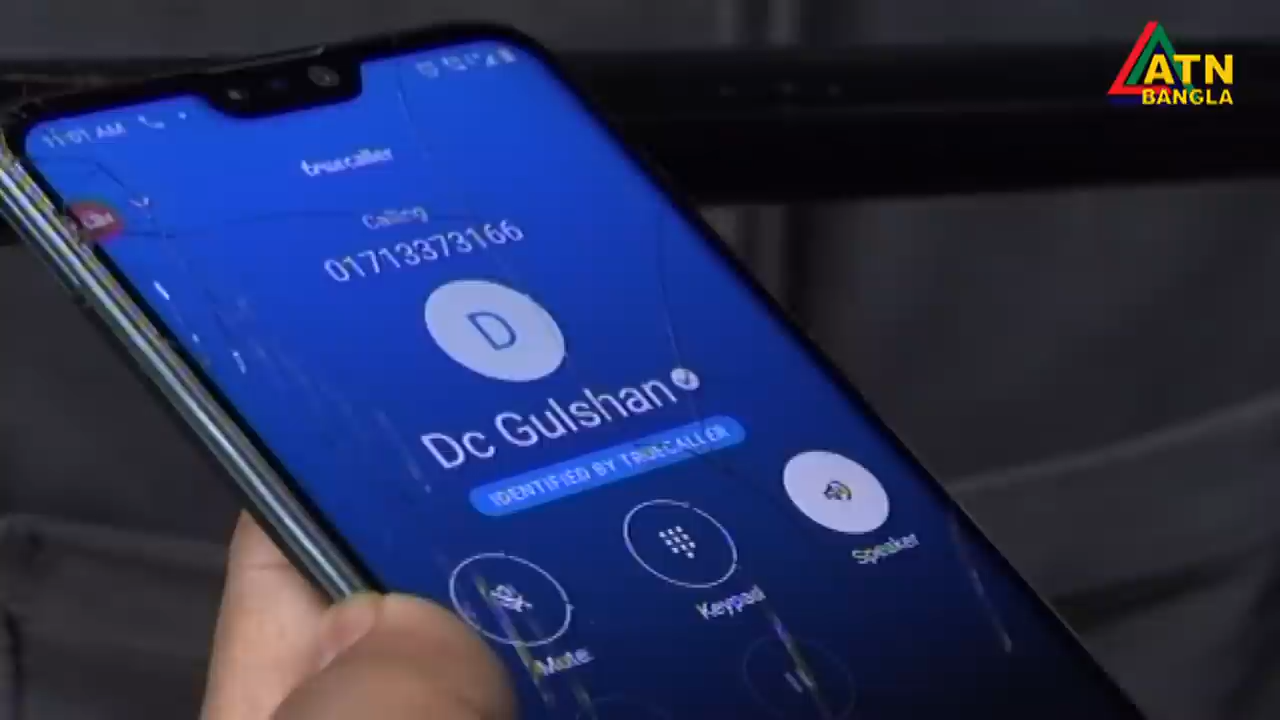 ATN
BANGLA
11:01 AM
truecaller
Calling
01713373166
D
Dc Gulshan
IDENTIFIED BY TRUECALLER
Speaker
Keypad
Mute